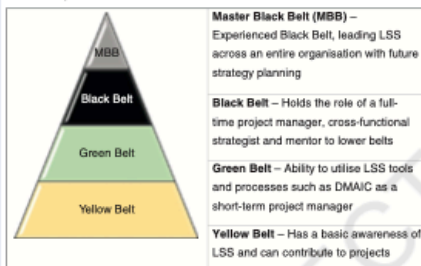 MBB
Black Belt
Green Belt
Yellow Belt
Master Black Belt (MBB) –
Experienced Black Belt, leading LSS
across an entire organisation with future
strategy planning
Black Belt – Holds the role of a full-
time project manager, cross-functional
strategist and mentor to lower belts
Green Belt – Ability to utilise LSS tools
and processes such as DMAIC as a
short-term project manager
Yellow Belt – Has a basic awareness of
LSS and can contribute to projects